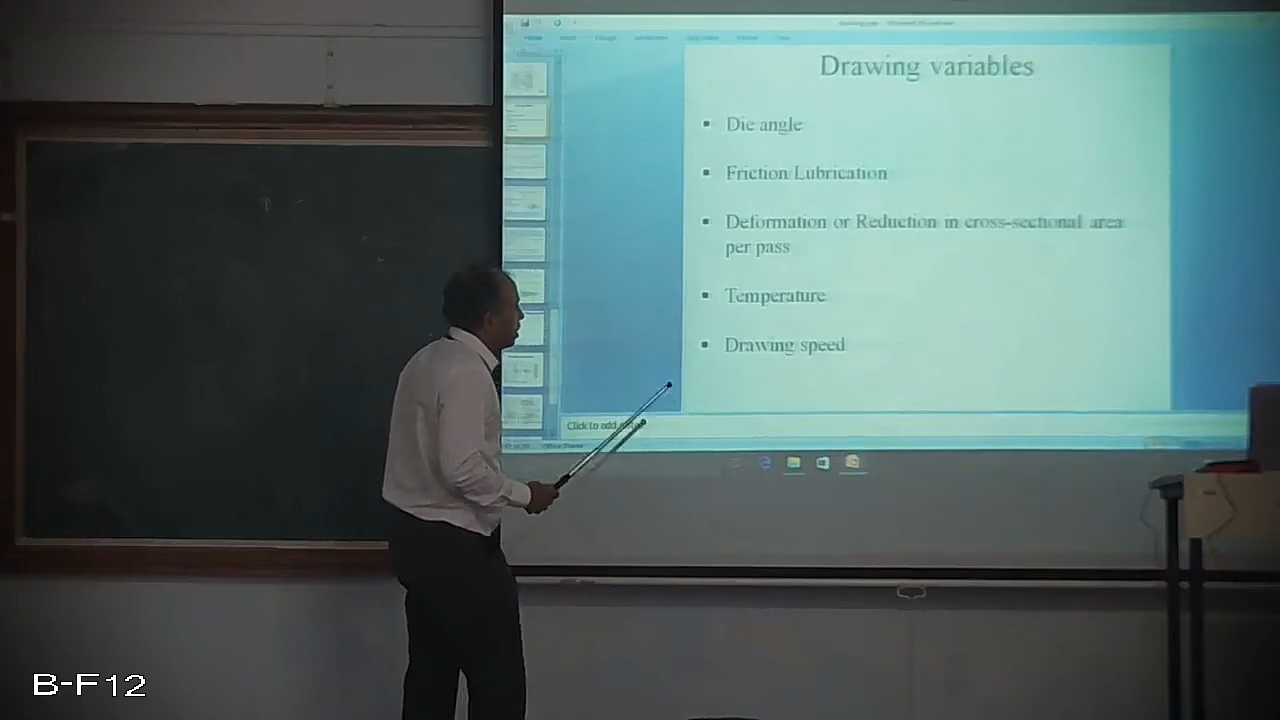 Drawing variables
▪ Die angle
▪ Friction/Lubrication
▪ Deformation or Reduction in cross-sectional area
per pass
▪ Temperature
▪ Drawing speed
Click to add
B-F12